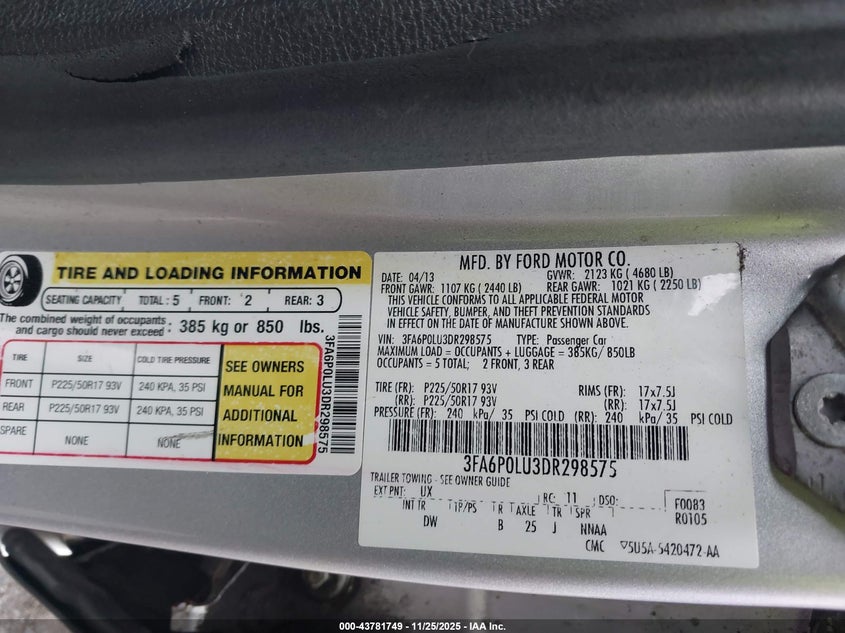 TIRE AND LOADING INFORMATION
SEATING CAPACITY TOTAL: 5 FRONT: 2 REAR: 3
The combined weight of occupants
and cargo should never exceed: 385 kg or 850 lbs.
TIRE SIZE COLD TIRE PRESSURE
FRONT P225/50R17 93V 240 KPA, 35 PSI
REAR P225/50R17 93V 240 KPA, 35 PSI
SPARE NONE NONE
SEE OWNERS
MANUAL FOR
ADDITIONAL
INFORMATION
3FA6P0LU3DR298575
MFD. BY FORD MOTOR CO.
DATE: 04/13 GVWR: 2123 KG ( 4680 LB)
FRONT GAWR: 1107 KG ( 2440 LB) REAR GAWR: 1021 KG ( 2250 LB)
THIS VEHICLE CONFORMS TO ALL APPLICABLE FEDERAL MOTOR
VEHICLE SAFETY, BUMPER, AND THEFT PREVENTION STANDARDS
IN EFFECT ON THE DATE OF MANUFACTURE SHOWN ABOVE.
VIN: 3FA6P0LU3DR298575 TYPE: Passenger Car
MAXIMUM LOAD = OCCUPANTS + LUGGAGE = 385KG/ 850LB
OCCUPANTS = 5 TOTAL; 2 FRONT, 3 REAR
TIRE (FR): P225/50R17 93V RIMS (FR): 17x7.5J
(RR): P225/50R17 93V (RR): 17x7.5J
PRESSURE (FR): 240 kPa/ 35 PSI COLD (RR): 240 kPa/ 35 PSI COLD
3FA6P0LU3DR298575
TRAILER TOWING - SEE OWNER GUIDE
EXT PNT: UX RC: 11 DSO: F0083
INT TR TP/PS R AXLE TR SPR R0105
DW B 25 J NNAA
CMC 5U5A-5420472-AA
000-43781749 - 11/25/2025 - IAA Inc.